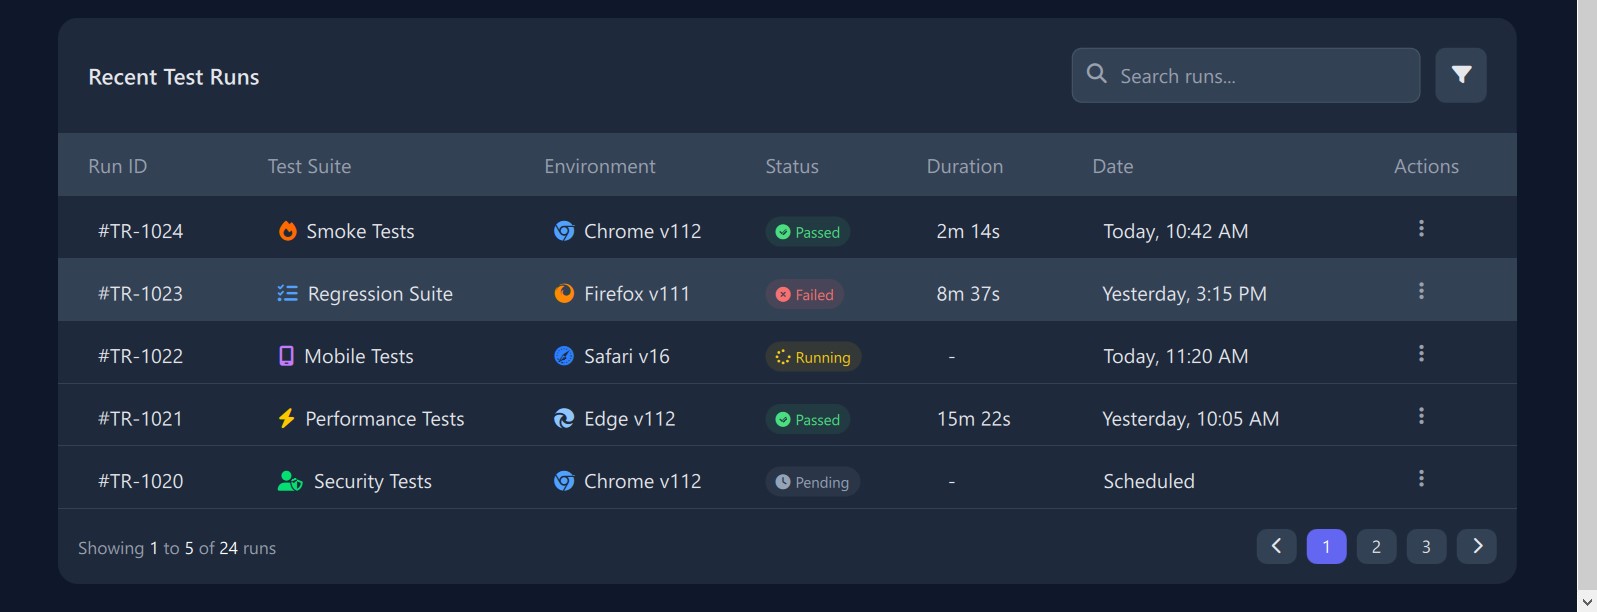 Recent Test Runs
Search runs...
Run ID Test Suite Environment Status Duration Date Actions
#TR-1024 Smoke Tests Chrome v112 Passed 2m 14s Today, 10:42 AM
#TR-1023 Regression Suite Firefox v111 Failed 8m 37s Yesterday, 3:15 PM
#TR-1022 Mobile Tests Safari v16 Running - Today, 11:20 AM
#TR-1021 Performance Tests Edge v112 Passed 15m 22s Yesterday, 10:05 AM
#TR-1020 Security Tests Chrome v112 Pending - Scheduled
Showing 1 to 5 of 24 runs 1 2 3